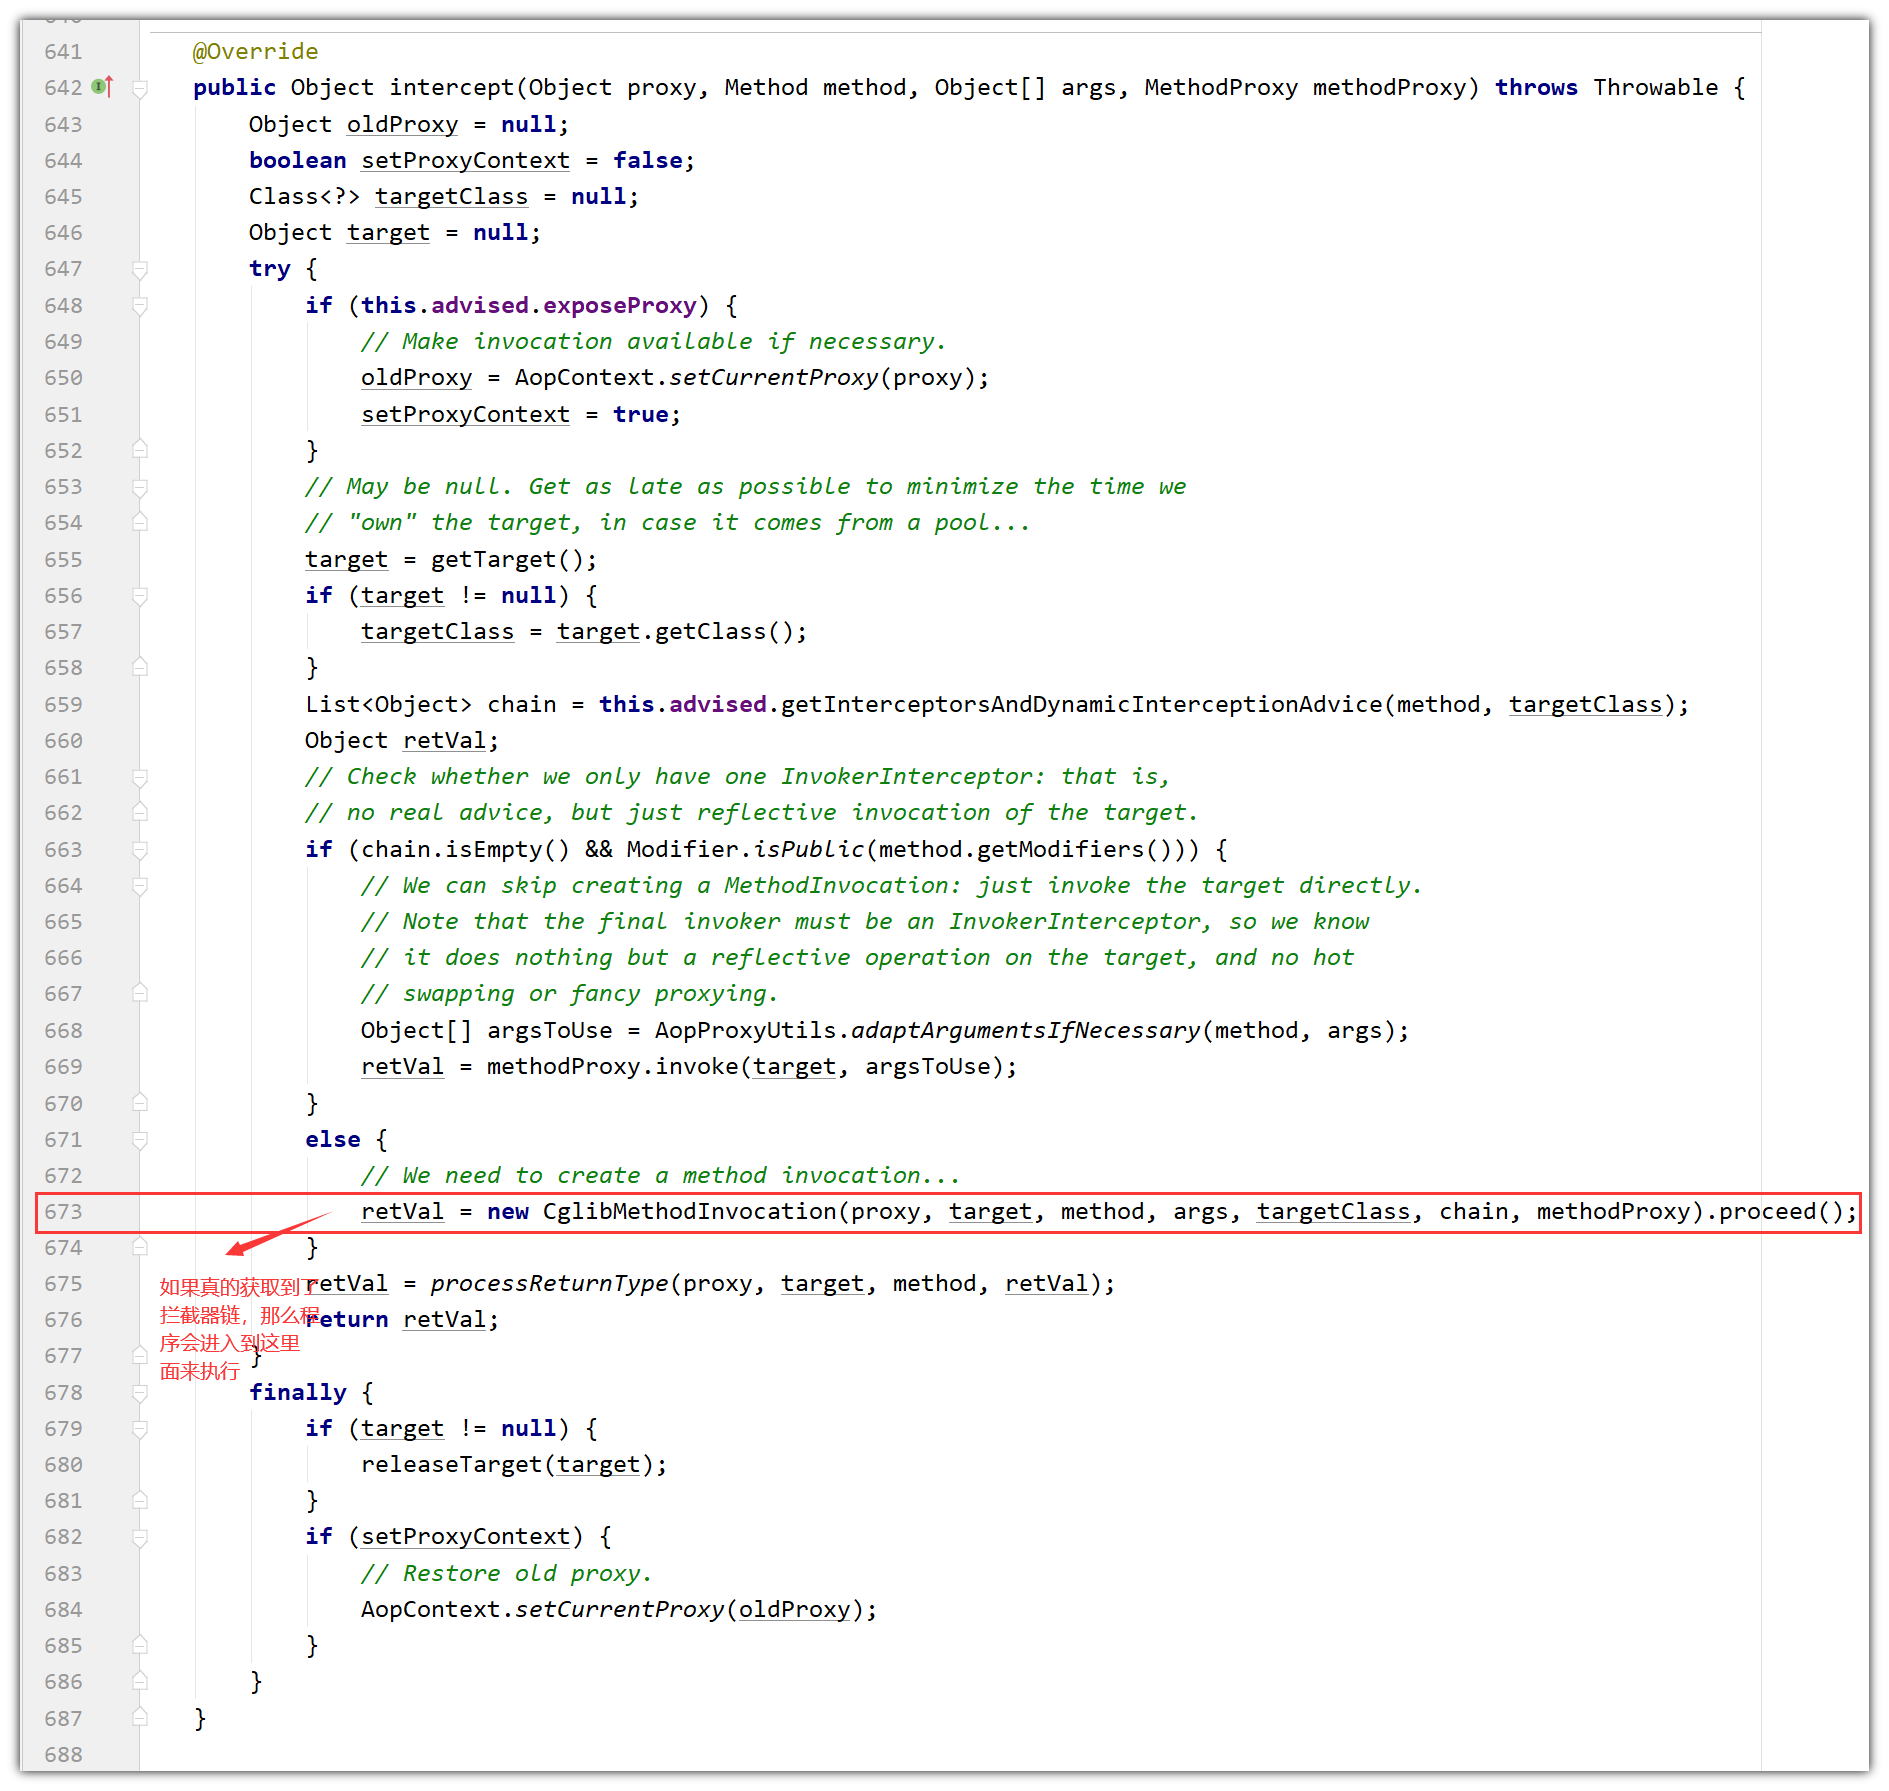 641 @Override
642 public Object intercept(Object proxy, Method method, Object[] args, MethodProxy methodProxy) throws Throwable {
643 Object oldProxy = null;
644 boolean setProxyContext = false;
645 Class<?> targetClass = null;
646 Object target = null;
647 try {
648 if (this.advised.exposeProxy) {
649 // Make invocation available if necessary.
650 oldProxy = AopContext.setCurrentProxy(proxy);
651 setProxyContext = true;
652 }
653 // May be null. Get as late as possible to minimize the time we
654 // "own" the target, in case it comes from a pool...
655 target = getTarget();
656 if (target != null) {
657 targetClass = target.getClass();
658 }
659 List<Object> chain = this.advised.getInterceptorsAndDynamicInterceptionAdvice(method, targetClass);
660 Object retVal;
661 // Check whether we only have one InvokerInterceptor: that is,
662 // no real advice, but just reflective invocation of the target.
663 if (chain.isEmpty() && Modifier.isPublic(method.getModifiers())) {
664 // We can skip creating a MethodInvocation: just invoke the target directly.
665 // Note that the final invoker must be an InvokerInterceptor, so we know
666 // it does nothing but a reflective operation on the target, and no hot
667 // swapping or fancy proxying.
668 Object[] argsToUse = AopProxyUtils.adaptArgumentsIfNecessary(method, args);
669 retVal = methodProxy.invoke(target, argsToUse);
670 }
671 else {
672 // We need to create a method invocation...
673 retVal = new CglibMethodInvocation(proxy, target, method, args, targetClass, chain, methodProxy).proceed();
674 }
675 retVal = processReturnType(proxy, target, method, retVal);
676 return retVal;
677 }
如果真的获取到了
拦截器链，那么程
序会进入到这里
面来执行
678 finally {
679 if (target != null) {
680 releaseTarget(target);
681 }
682 if (setProxyContext) {
683 // Restore old proxy.
684 AopContext.setCurrentProxy(oldProxy);
685 }
686 }
687 }
688